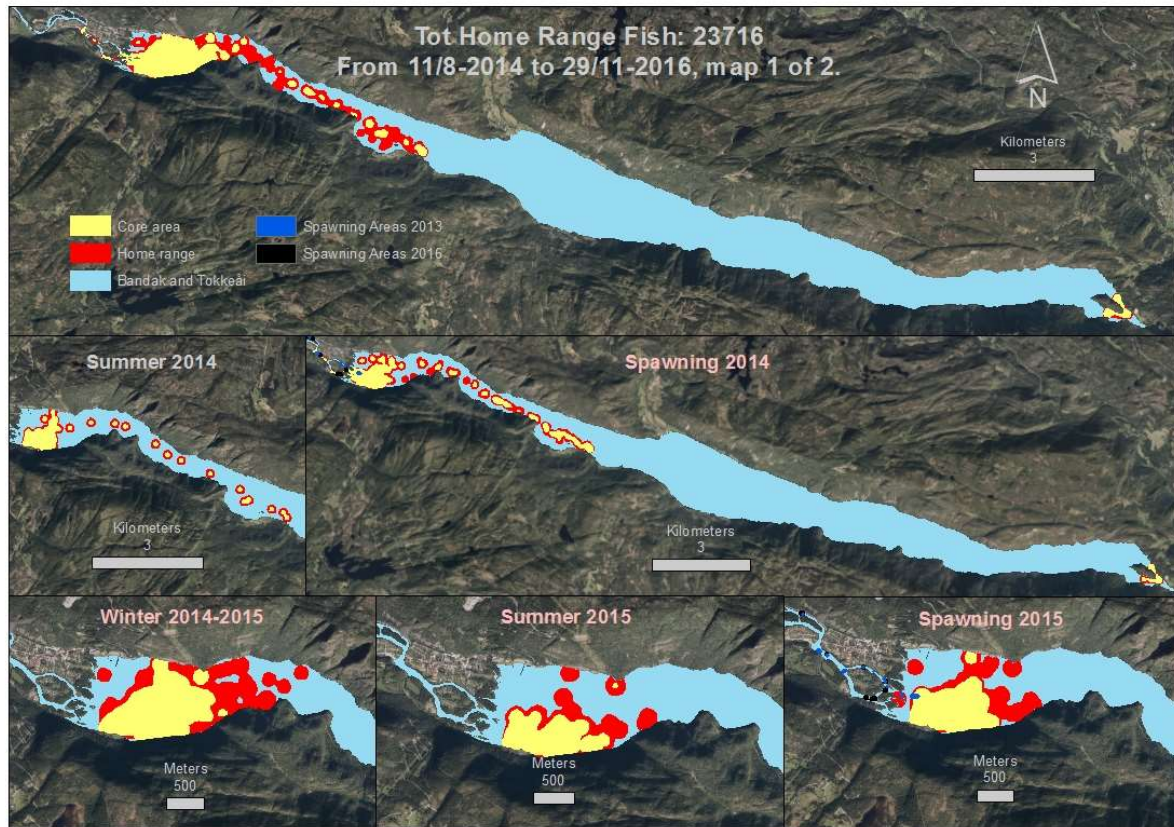 Tot Home Range Fish: 23716
From 11/8-2014 to 29/11-2016, map 1 of 2.
N
Kilometers
3
Core area
Spawning Areas 2013
Home range
Spawning Areas 2016
Bandak and Tokkeåi
Summer 2014
Spawning 2014
Kilometers
3
Kilometers
3
Winter 2014-2015
Summer 2015
Spawning 2015
Meters
500
Meters
500
Meters
500